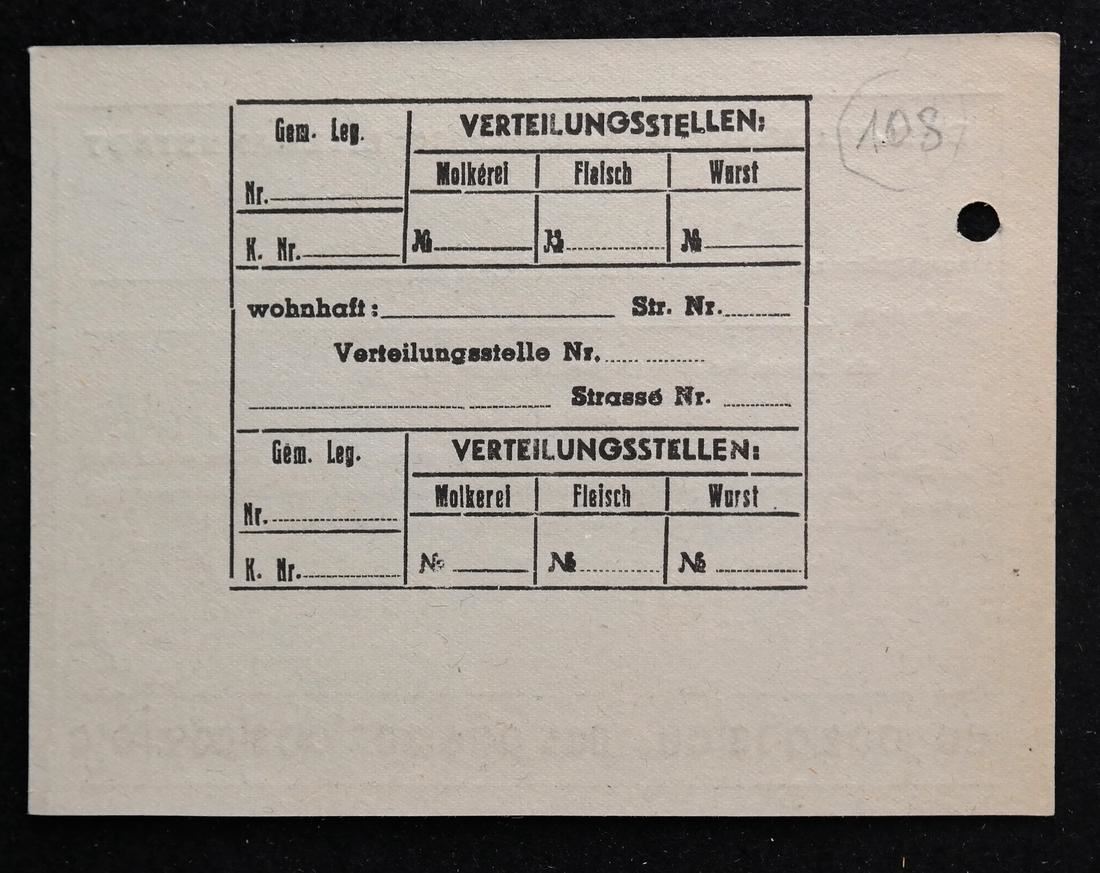 108
Gem. Leg.
VERTEILUNGSSTELLEN:
Molkerei Fleisch Wurst
Nr.
K. Nr. № № №
wohnhaft: Str. Nr.
Verteilungsstelle Nr.
Strasse Nr.
Gem. Leg.
VERTEILUNGSSTELLEN:
Molkerei Fleisch Wurst
Nr.
K. Nr. № № №